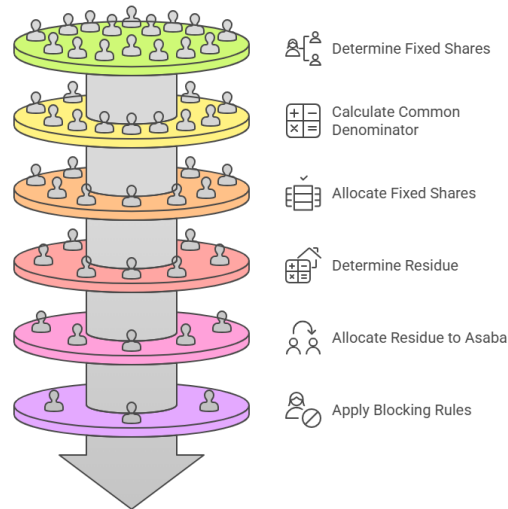 Determine Fixed Shares
Calculate Common
Denominator
Allocate Fixed Shares
Determine Residue
Allocate Residue to Asaba
Apply Blocking Rules